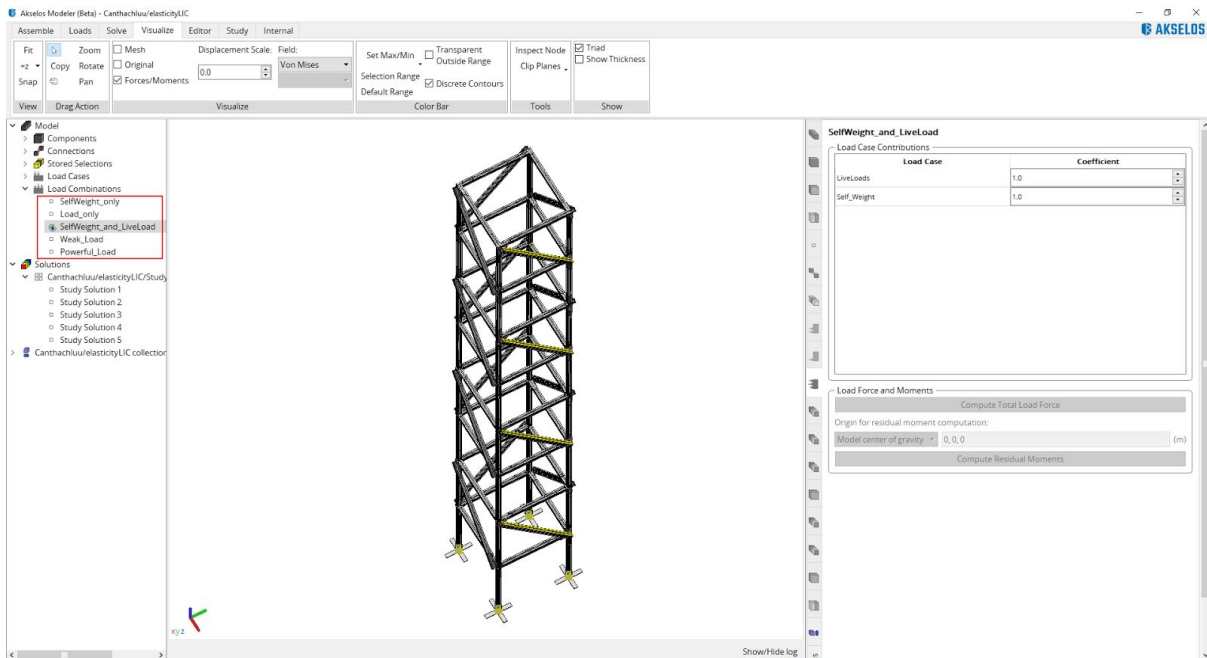 Akselos Modeler (Beta) - Canthachluu/elasticityLIC
Assemble Loads Solve Visualize Editor Study Internal
AKSELOS
Fit Zoom Mesh Displacement Scale: Field: Set Max/Min Transparent Outside Range Inspect Node Triad
+z Copy Rotate Original 0.0 Von Mises Selection Range Clip Planes Show Thickness
Snap Pan Forces/Moments Default Range Discrete Contours
View Drag Action Visualize Color Bar Tools Show
Model
Components
Connections
Stored Selections
Load Cases
Load Combinations
SelfWeight_only
Load_only
SelfWeight_and_LiveLoad
Weak_Load
Powerful_Load
Solutions
Canthachluu/elasticityLIC/Study
Study Solution 1
Study Solution 2
Study Solution 3
Study Solution 4
Study Solution 5
Canthachluu/elasticityLIC collection
xyz
Show/Hide log
SelfWeight_and_LiveLoad
Load Case Contributions
Load Case Coefficient
LiveLoads 1.0
Self_Weight 1.0
Load Force and Moments
Compute Total Load Force
Origin for residual moment computation:
Model center of gravity 0, 0, 0 (m)
Compute Residual Moments